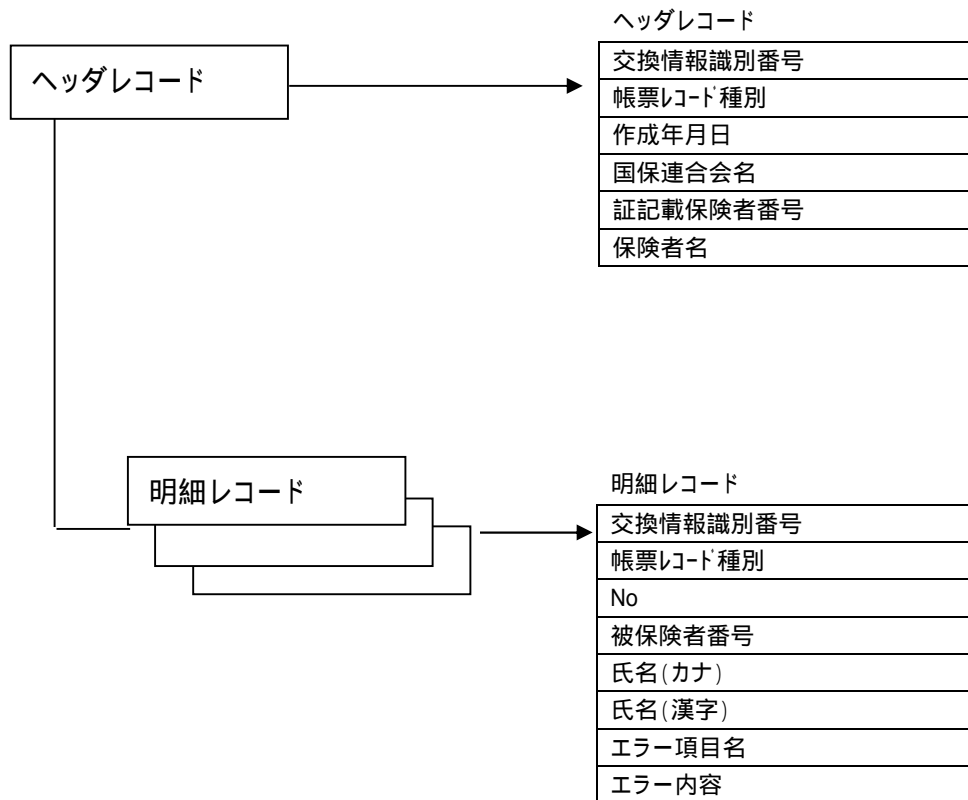 ヘッダレコード
ヘッダレコード
交換情報識別番号
帳票ﾚｺｰﾄﾞ種別
作成年月日
国保連合会名
証記載保険者番号
保険者名
明細レコード
明細レコード
交換情報識別番号
帳票ﾚｺｰﾄﾞ種別
No
被保険者番号
氏名(カナ)
氏名(漢字)
エラー項目名
エラー内容